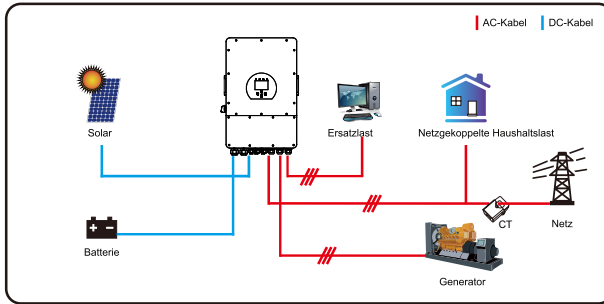 AC-Kabel
DC-Kabel
Solar
Ersatzlast
Netzgekoppelte Haushaltslast
CT
Netz
Batterie
Generator